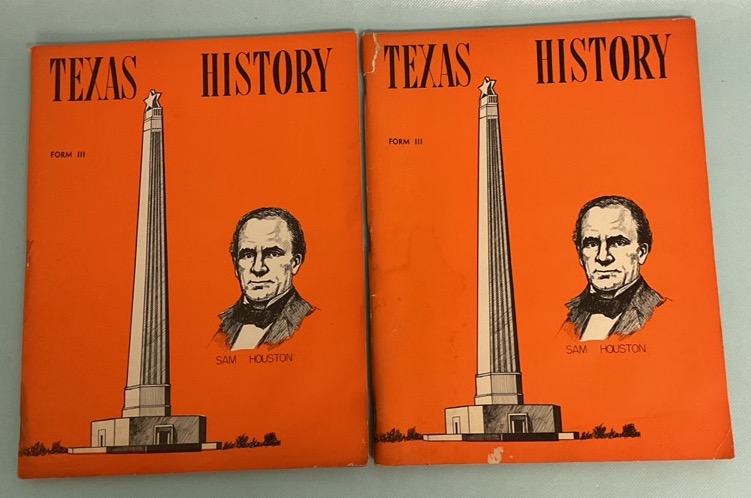 TEXAS HISTORY
FORM III
SAM HOUSTON
TEXAS HISTORY
FORM III
SAM HOUSTON